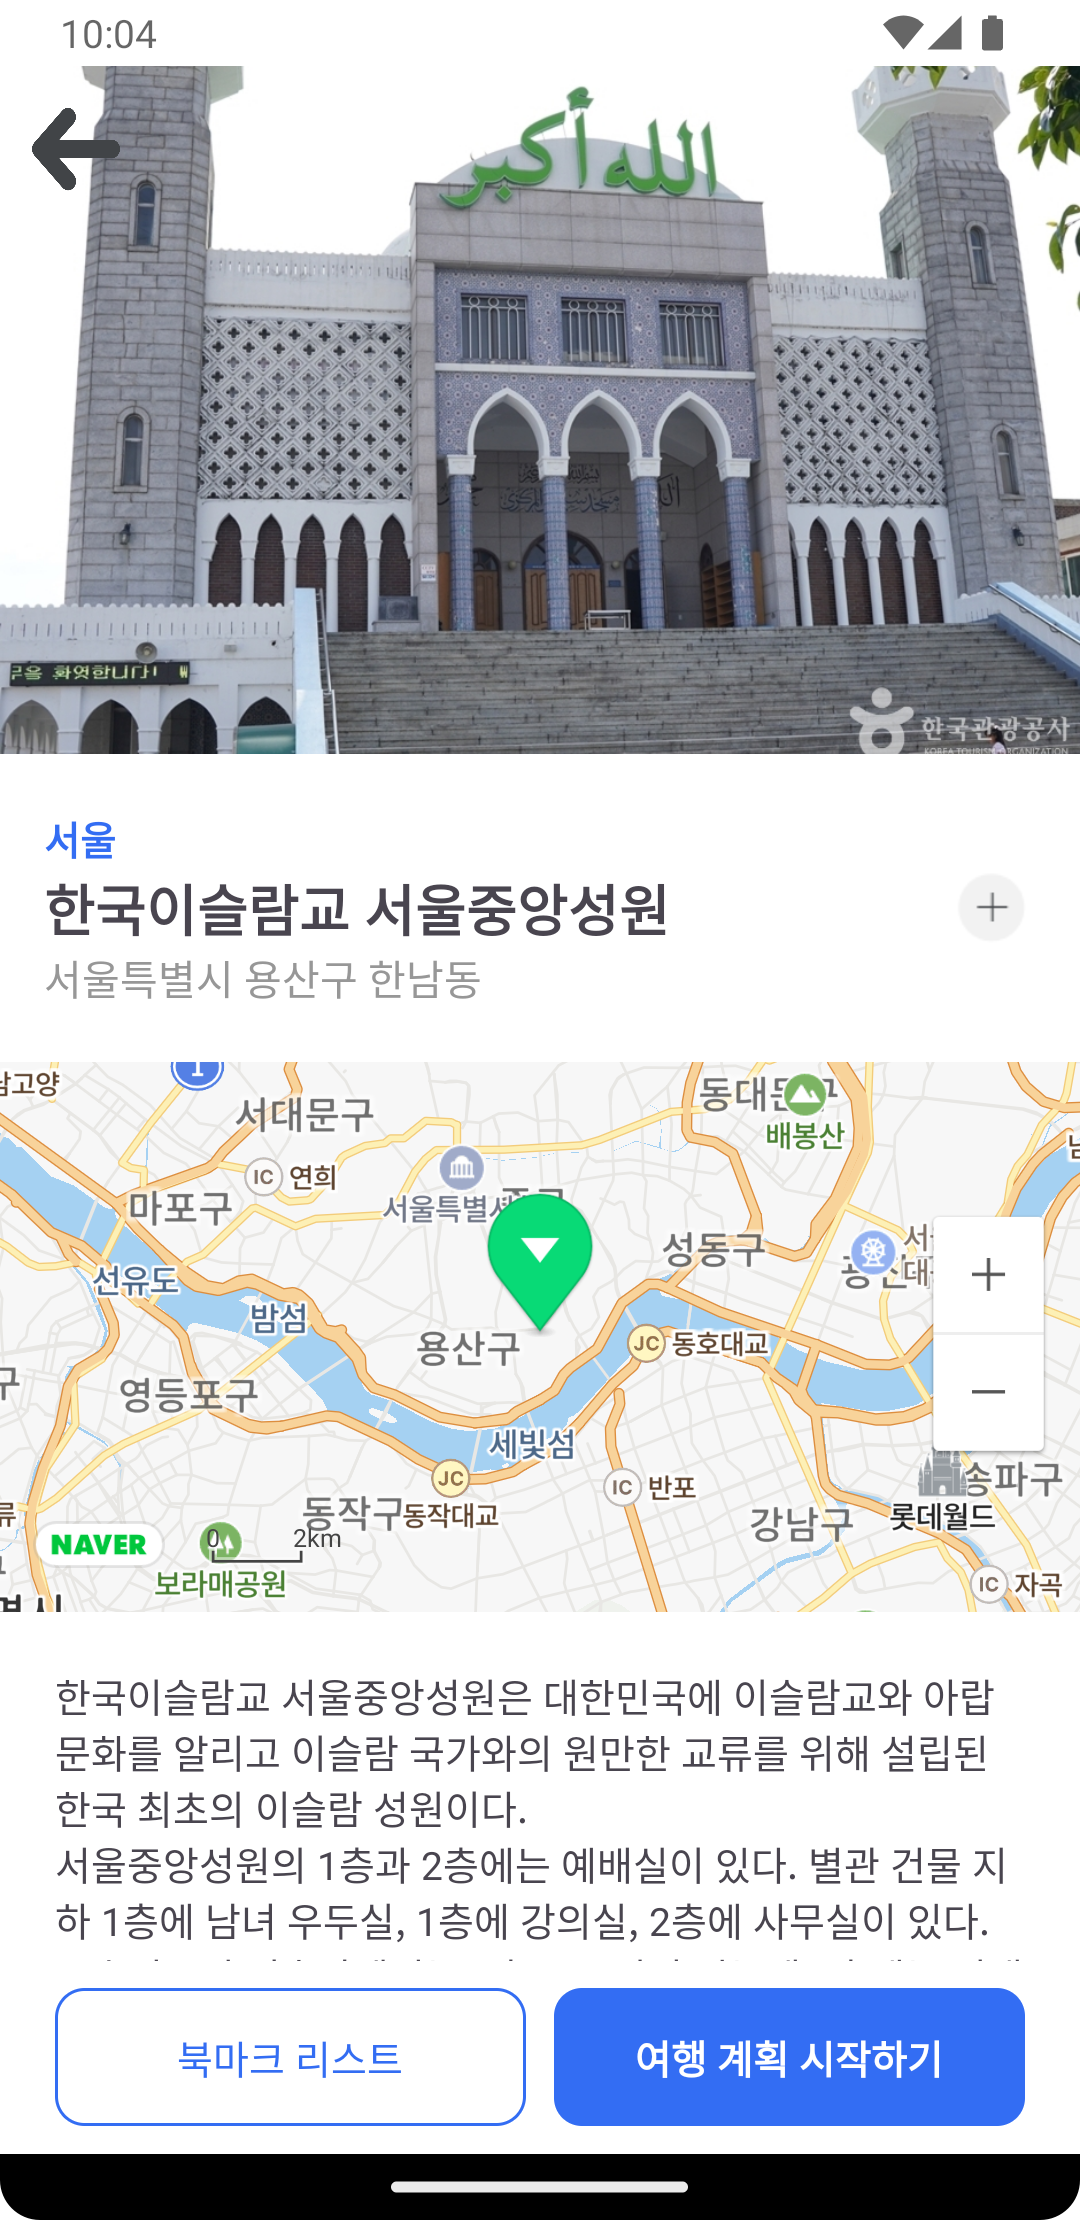 10:04
الله أكبر
화영합니다!
한국관광공사
KOREA TOURISM ORGANIZATION
서울
한국이슬람교 서울중앙성원
서울특별시 용산구 한남동
남고양
1
서대문구
배봉산
IC 연희
마포구
서울특별시
성동구
선유도
밤섬
용산구
JC 동호대교
영등포구
세빛섬
JC
동작대교
IC 반포
송파구
동작구
강남구
롯데월드
NAVER
0 2km
보라매공원
IC 자곡
한국이슬람교 서울중앙성원은 대한민국에 이슬람교와 아랍
문화를 알리고 이슬람 국가와의 원만한 교류를 위해 설립된
한국 최초의 이슬람 성원이다.
서울중앙성원의 1층과 2층에는 예배실이 있다. 별관 건물 지
하 1층에 남녀 우두실, 1층에 강의실, 2층에 사무실이 있다.
북마크 리스트
여행 계획 시작하기